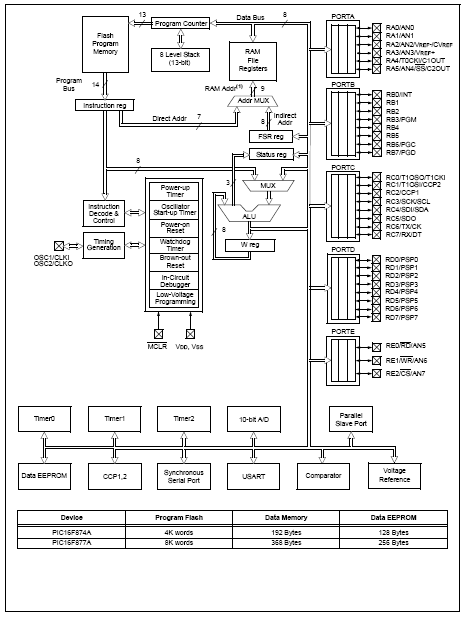 13
Program Counter
Data Bus
8
PORTA
Flash
Program
Memory
8 Level Stack
(13-bit)
RAM
File
Registers
RA0/AN0
RA1/AN1
RA2/AN2/VREF-/CVREF
RA3/AN3/VREF+
RA4/T0CKI/C1OUT
RA5/AN4/SS/C2OUT
Program
Bus
14
RAM Addr(1)
9
PORTB
Instruction reg
Addr MUX
RB0/INT
RB1
RB2
RB3/PGM
RB4
RB5
RB6/PGC
RB7/PGD
Direct Addr
7
8
Indirect
Addr
FSR reg
Status reg
8
PORTC
3
MUX
RC0/T1OSO/T1CKI
RC1/T1OSI/CCP2
RC2/CCP1
RC3/SCK/SCL
RC4/SDI/SDA
RC5/SDO
RC6/TX/CK
RC7/RX/DT
Power-up
Timer
Oscillator
Start-up Timer
Power-on
Reset
Watchdog
Timer
Brown-out
Reset
In-Circuit
Debugger
Low-Voltage
Programming
Instruction
Decode &
Control
ALU
8
Timing
Generation
W reg
OSC1/CLKI
OSC2/CLKO
PORTD
RD0/PSP0
RD1/PSP1
RD2/PSP2
RD3/PSP3
RD4/PSP4
RD5/PSP5
RD6/PSP6
RD7/PSP7
MCLR
VDD, VSS
PORTE
RE0/RD/AN5
RE1/WR/AN6
RE2/CS/AN7
Timer0
Timer1
Timer2
10-bit A/D
Parallel
Slave Port
Data EEPROM
CCP1,2
Synchronous
Serial Port
USART
Comparator
Voltage
Reference
Device
Program Flash
Data Memory
Data EEPROM
PIC16F874A
4K words
192 Bytes
128 Bytes
PIC16F877A
8K words
368 Bytes
256 Bytes